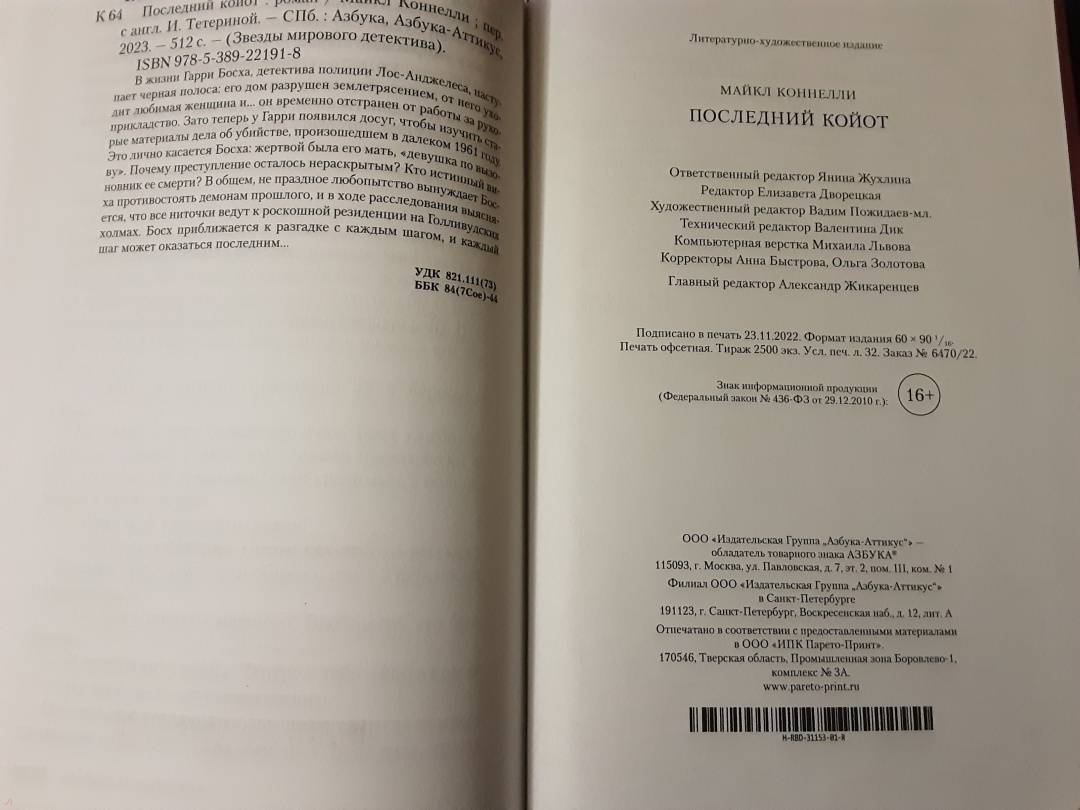 К 64 Последний койот : роман / Майкл Коннелли ; пер.
с англ. И. Тетериной. — СПб. : Азбука, Азбука-Аттикус,
2023. — 512 с. — (Звезды мирового детектива).
ISBN 978-5-389-22191-8
В жизни Гарри Босха, детектива полиции Лос-Анджелеса, насту-
пает черная полоса: его дом разрушен землетрясением, от него ухо-
дит любимая женщина и... он временно отстранен от работы за руко-
прикладство. Зато теперь у Гарри появился досуг, чтобы изучить ста-
рые материалы дела об убийстве, произошедшем в далеком 1961 году.
Это лично касается Босха: жертвой была его мать, «девушка по вызо-
ву». Почему преступление осталось нераскрытым? Кто истинный ви-
новник ее смерти? В общем, не праздное любопытство вынуждает Бос-
ха противостоять демонам прошлого, и в ходе расследования выясня-
ется, что все ниточки ведут к роскошной резиденции на Голливудских
холмах. Босх приближается к разгадке с каждым шагом, и каждый
шаг может оказаться последним...
УДК 821.111(73)
ББК 84(7Сое)-44
Литературно-художественное издание
МАЙКЛ КОННЕЛЛИ
ПОСЛЕДНИЙ КОЙОТ
Ответственный редактор Янина Жухлина
Редактор Елизавета Дворецкая
Художественный редактор Вадим Пожидаев-мл.
Технический редактор Валентина Дик
Компьютерная верстка Михаила Львова
Корректоры Анна Быстрова, Ольга Золотова
Главный редактор Александр Жикаренцев
Подписано в печать 23.11.2022. Формат издания 60 × 90 1/16.
Печать офсетная. Тираж 2500 экз. Усл. печ. л. 32. Заказ № 6470/22.
Знак информационной продукции
(Федеральный закон № 436-ФЗ от 29.12.2010 г.):
16+
ООО «Издательская Группа „Азбука-Аттикус“» —
обладатель товарного знака АЗБУКА®
115093, г. Москва, ул. Павловская, д. 7, эт. 2, пом. III, ком. № 1
Филиал ООО «Издательская Группа „Азбука-Аттикус“»
в Санкт-Петербурге
191123, г. Санкт-Петербург, Воскресенская наб., д. 12, лит. А
Отпечатано в соответствии с предоставленными материалами
в ООО «ИПК Парето-Принт».
170546, Тверская область, Промышленная зона Боровлево-1,
комплекс № 3А.
www.pareto-print.ru
H-RBD-31153-01-R